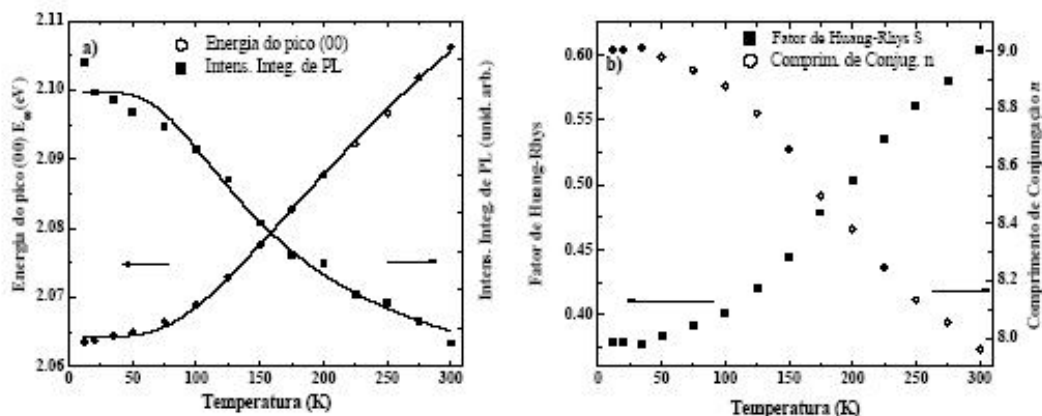 a)
Energia do pico (00)
Intens. Integ. de PL
Energia do pico (00) E₀₀(eV)
2.11
2.10
2.09
2.08
2.07
2.06
Intens. Integ. de PL (unid. arb.)
0 50 100 150 200 250 300
Temperatura (K)
b)
Fator de Huang-Rhys S
Comprim. de Conjug. n
Fator de Huang-Rhys
0.60
0.55
0.50
0.45
0.40
9.0
8.8
8.6
8.4
8.2
8.0
Comprimento de Conjugação n
0 50 100 150 200 250 300
Temperatura (K)